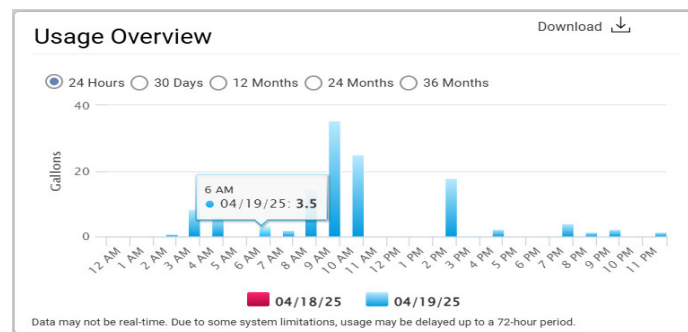 Usage Overview
Download
24 Hours 30 Days 12 Months 24 Months 36 Months
Gallons
40
20
0
6 AM
04/19/25: 3.5
12 AM 1 AM 2 AM 3 AM 4 AM 5 AM 6 AM 7 AM 8 AM 9 AM 10 AM 11 AM 12 PM 1 PM 2 PM 3 PM 4 PM 5 PM 6 PM 7 PM 8 PM 9 PM 10 PM 11 PM
04/18/25 04/19/25
Data may not be real-time. Due to some system limitations, usage may be delayed up to a 72-hour period.